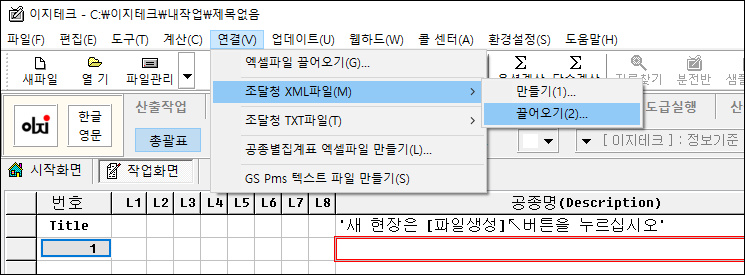 이지테크 - C:₩이지테크₩내작업₩제목없음
파일(F) 편집(E) 도구(T) 계산(C) 연결(V) 업데이트(U) 웹하드(W) 콜 센터(A) 환경설정(S) 도움말(H)
새파일 열 기 파일관리
엑셀파일 끌어오기(G)...
조달청 XML파일(M)
만들기(1)...
끌어오기(2)...
조달청 TXT파일(T)
공종별집계표 엑셀파일 만들기(L)...
GS Pms 텍스트 파일 만들기(S)
분전반
산출작업
도급실행
한글
영문
총괄표
[ 이지테크 ] : 정보기준
시작화면 작업화면
번호 L1 L2 L3 L4 L5 L6 L7 L8 공종명(Description)
Title '새 현장은 [파일생성]↖버튼을 누르십시오'
1